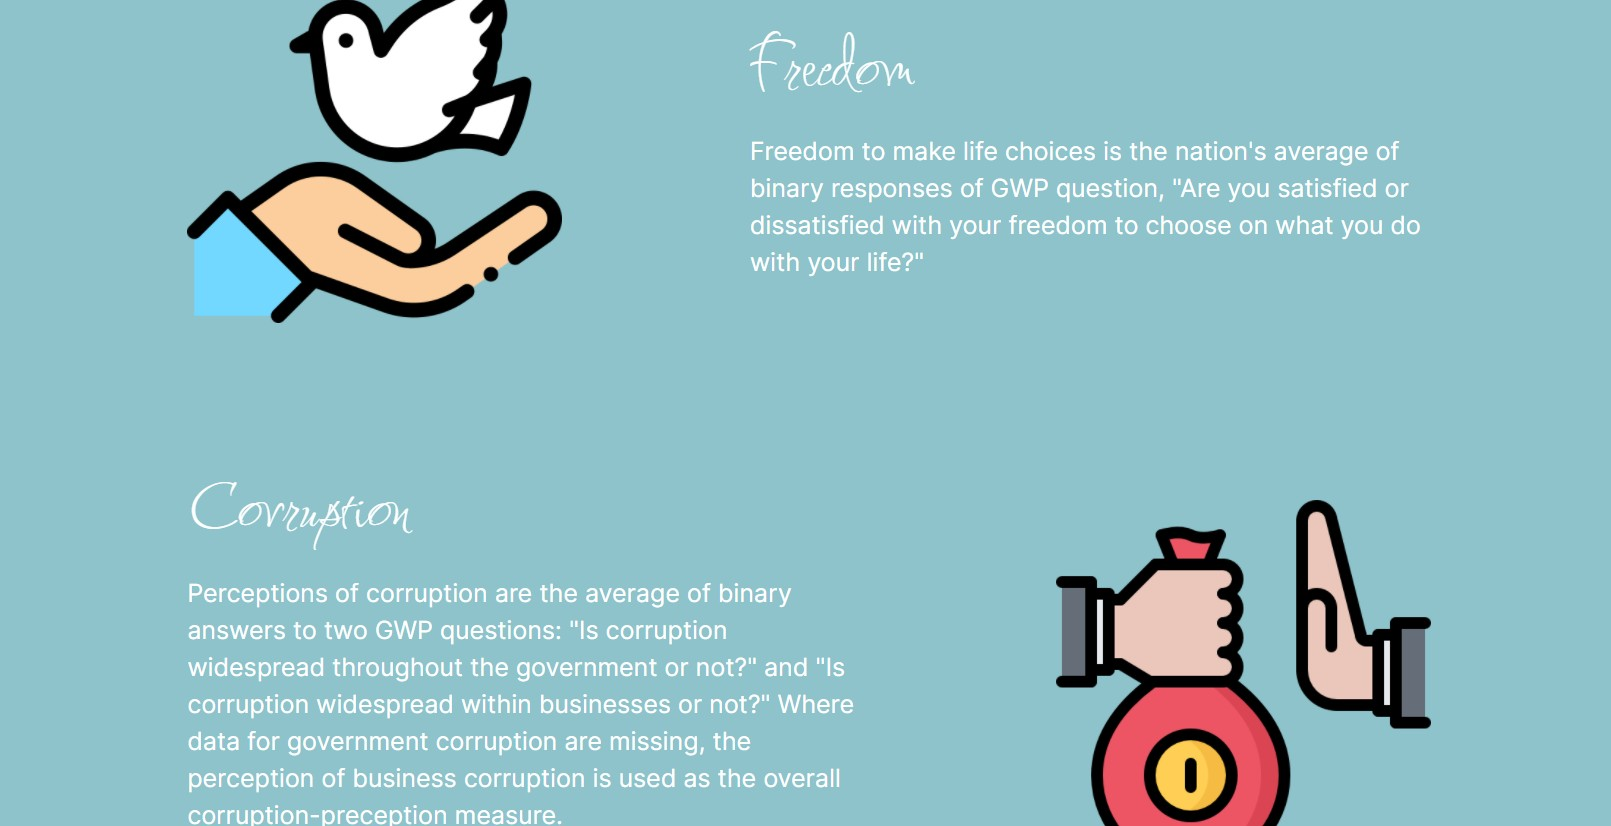 Freedom
Freedom to make life choices is the nation's average of
binary responses of GWP question, "Are you satisfied or
dissatisfied with your freedom to choose on what you do
with your life?"
Corruption
Perceptions of corruption are the average of binary
answers to two GWP questions: "Is corruption
widespread throughout the government or not?" and "Is
corruption widespread within businesses or not?" Where
data for government corruption are missing, the
perception of business corruption is used as the overall
corruption-preception measure.